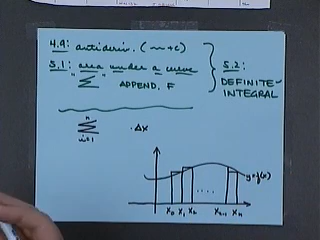 4.9: antideriv. (~ + c)
5.1: area under a curve
"Σ" APPEND. F
5.2:
DEFINITE
INTEGRAL
n
Σ · Δx
i=1
y=f(x)
x₀ x₁ x₂ .... xₙ₋₁ xₙ